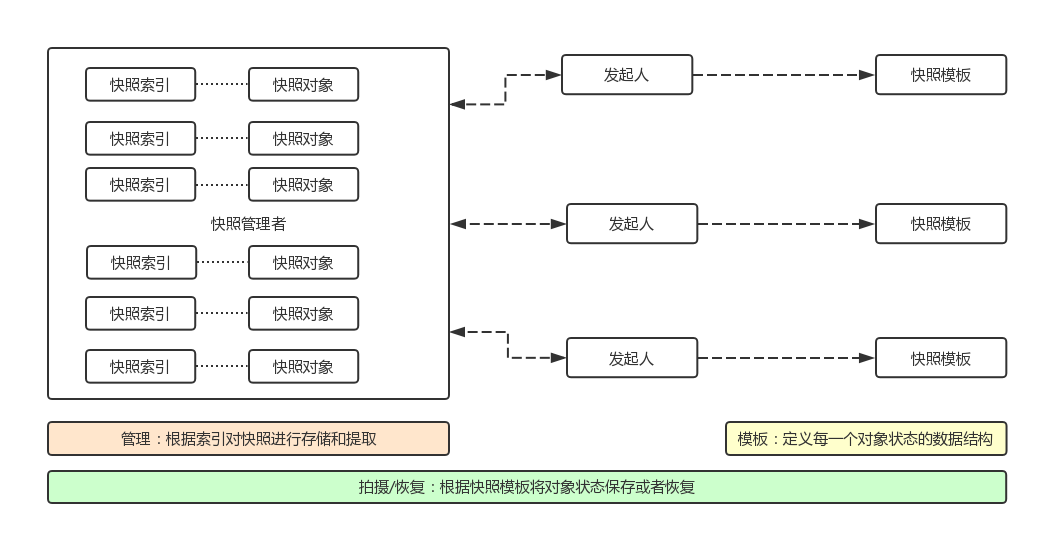 快照索引 快照对象 发起人 快照模板
快照索引 快照对象
快照索引 快照对象
快照管理者 发起人 快照模板
快照索引 快照对象
快照索引 快照对象
快照索引 快照对象 发起人 快照模板
管理：根据索引对快照进行存储和提取 模板：定义每一个对象状态的数据结构
拍摄/恢复：根据快照模板将对象状态保存或者恢复